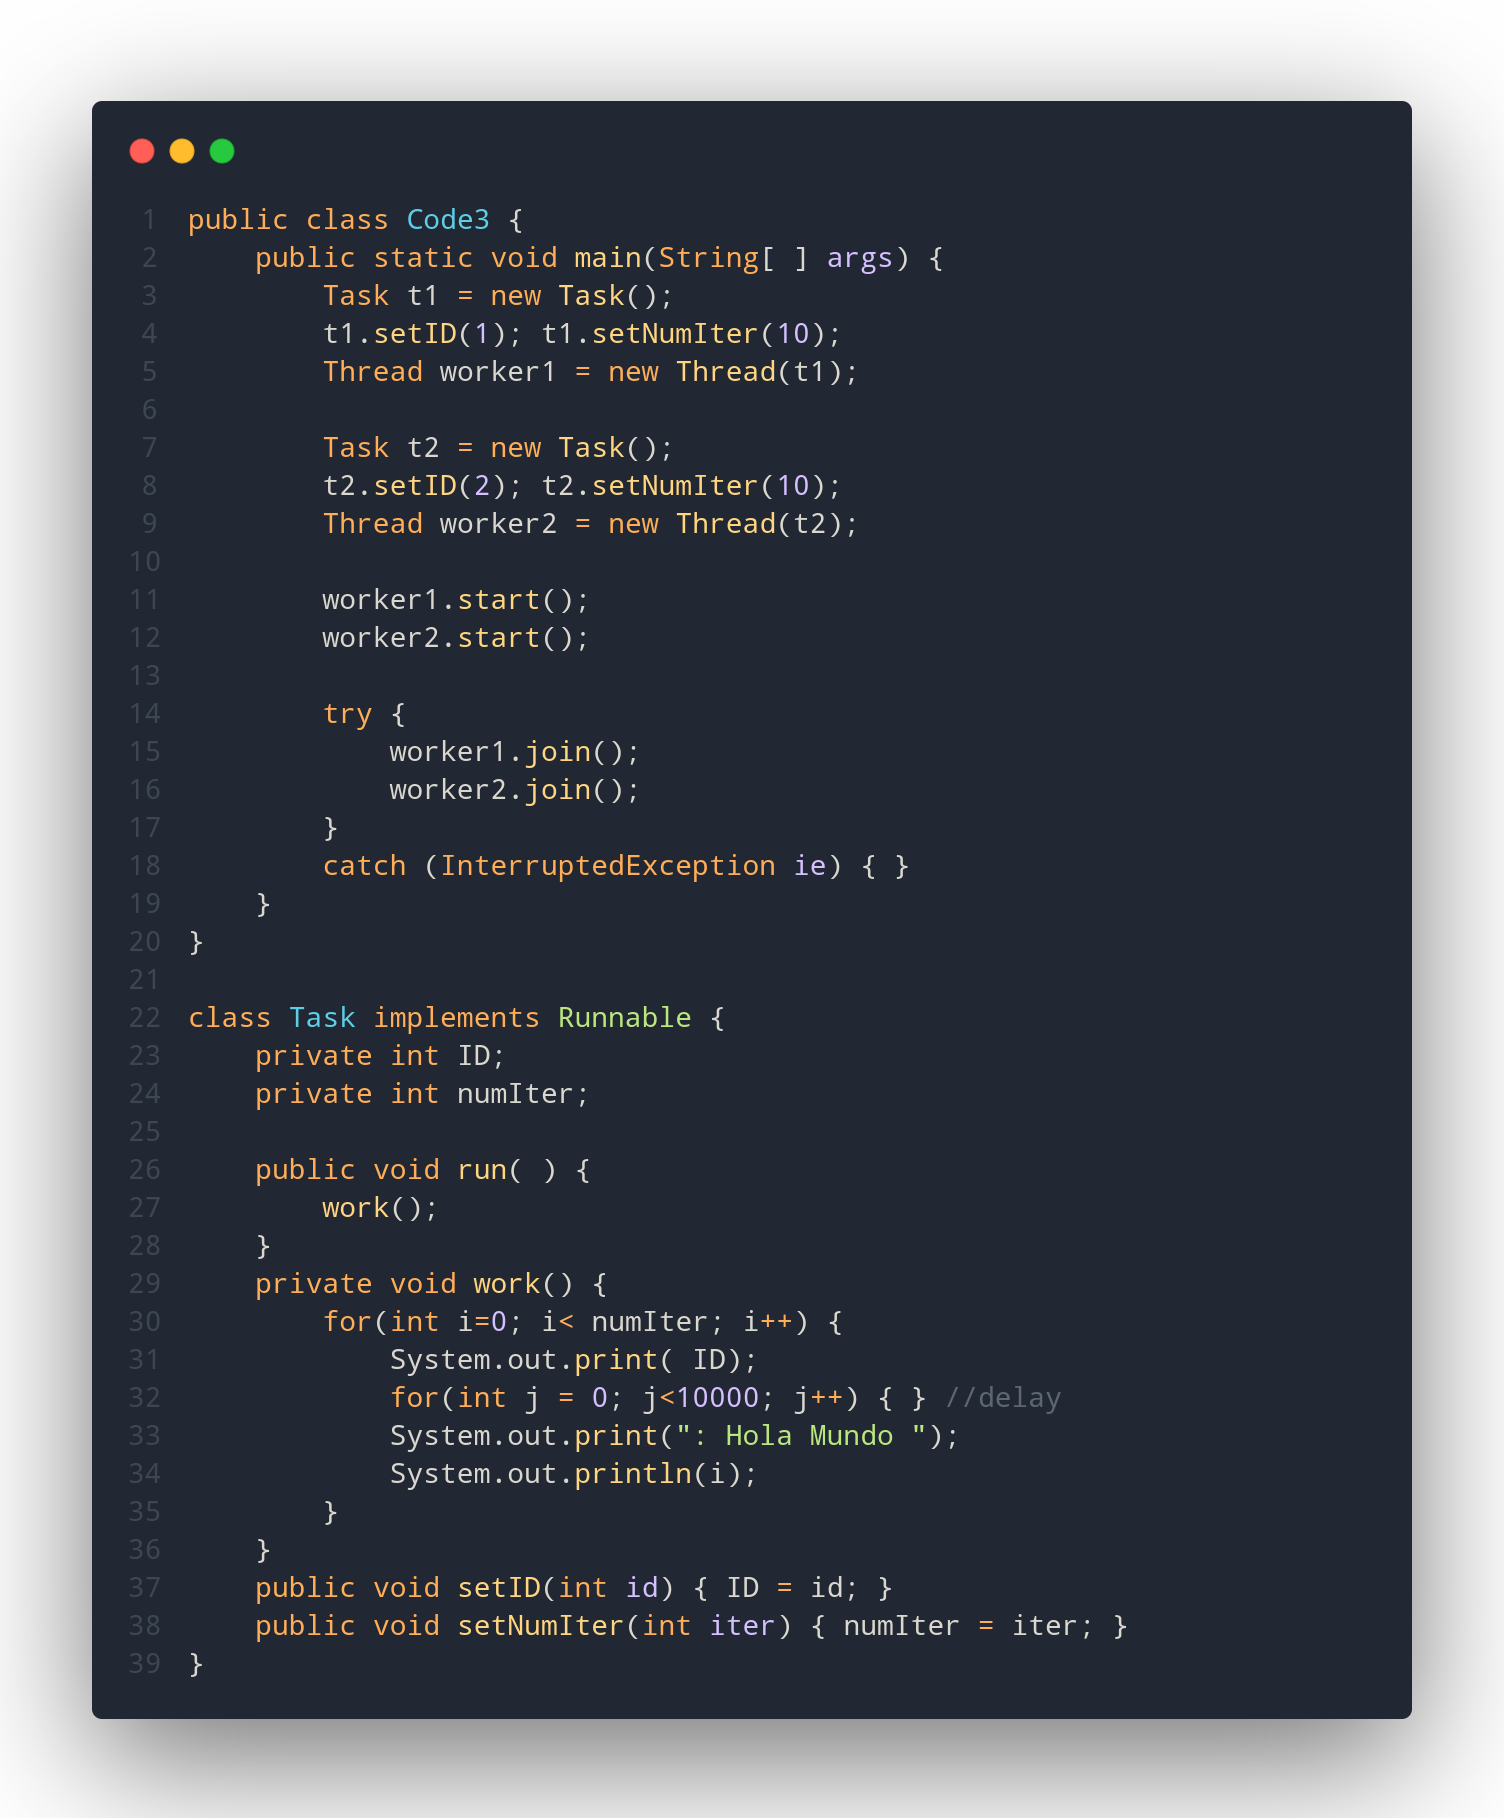 1 public class Code3 {
2     public static void main(String[ ] args) {
3         Task t1 = new Task();
4         t1.setID(1); t1.setNumIter(10);
5         Thread worker1 = new Thread(t1);
6
7         Task t2 = new Task();
8         t2.setID(2); t2.setNumIter(10);
9         Thread worker2 = new Thread(t2);
10
11         worker1.start();
12         worker2.start();
13
14         try {
15             worker1.join();
16             worker2.join();
17         }
18         catch (InterruptedException ie) { }
19     }
20 }
21
22 class Task implements Runnable {
23     private int ID;
24     private int numIter;
25
26     public void run( ) {
27         work();
28     }
29     private void work() {
30         for(int i=0; i< numIter; i++) {
31             System.out.print( ID);
32             for(int j = 0; j<10000; j++) { } //delay
33             System.out.print(": Hola Mundo ");
34             System.out.println(i);
35         }
36     }
37     public void setID(int id) { ID = id; }
38     public void setNumIter(int iter) { numIter = iter; }
39 }